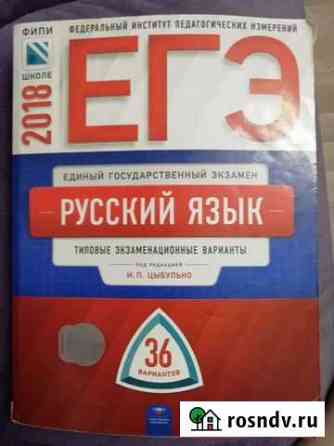 ФЕДЕРАЛЬНЫЙ ИНСТИТУТ ПЕДАГОГИЧЕСКИХ ИЗМЕРЕНИЙ
ФИПИ
ШКОЛЕ
2018
ЕГЭ
ЕДИНЫЙ ГОСУДАРСТВЕННЫЙ ЭКЗАМЕН
РУССКИЙ ЯЗЫК
ТИПОВЫЕ ЭКЗАМЕНАЦИОННЫЕ ВАРИАНТЫ
ПОД РЕДАКЦИЕЙ
И. П. ЦЫБУЛЬКО
36
ВАРИАНТОВ
rosndv.ru